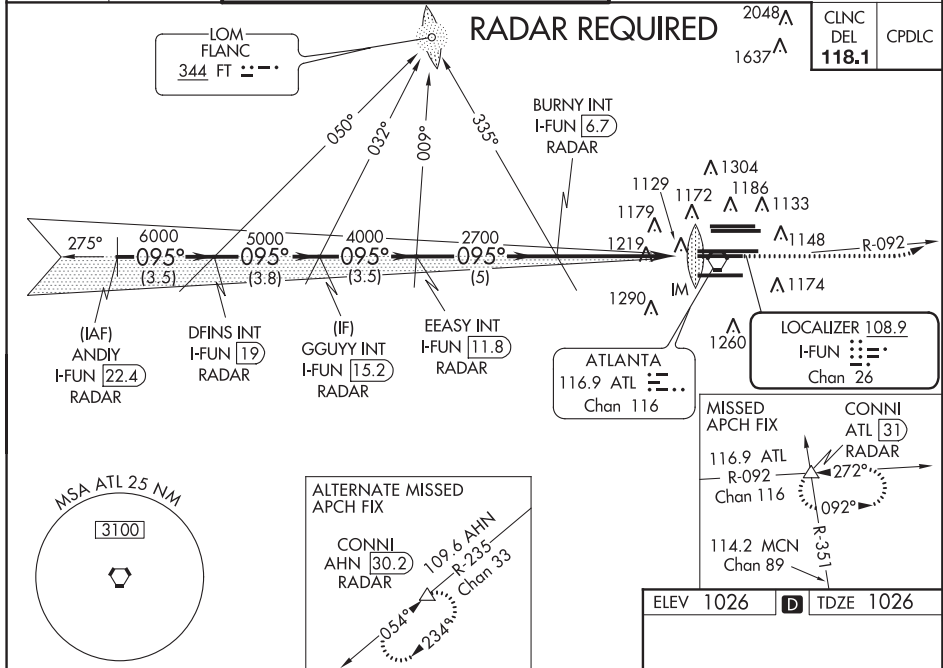 RADAR REQUIRED
LOM
FLANC
344 FT
2048
1637
CLNC
DEL
118.1
CPDLC
050°
032°
009°
335°
BURNY INT
I-FUN 6.7
RADAR
275°
6000
095°
(3.5)
5000
095°
(3.8)
4000
095°
(3.5)
2700
095°
(5)
1304
1129
1172
1186
1133
1179
1219
1148
R-092
IM
1290
1174
1260
(IAF)
ANDIY
I-FUN 22.4
RADAR
DFINS INT
I-FUN 19
RADAR
(IF)
GGUYY INT
I-FUN 15.2
RADAR
EEASY INT
I-FUN 11.8
RADAR
ATLANTA
116.9 ATL
Chan 116
LOCALIZER 108.9
I-FUN
Chan 26
MSA ATL 25 NM
3100
ALTERNATE MISSED
APCH FIX
CONNI
AHN 30.2
RADAR
109.6 AHN
R-235
Chan 33
054°
234°
MISSED
APCH FIX
CONNI
ATL 31
RADAR
116.9 ATL
R-092
Chan 116
272°
092°
R-351
114.2 MCN
Chan 89
ELEV 1026 D TDZE 1026